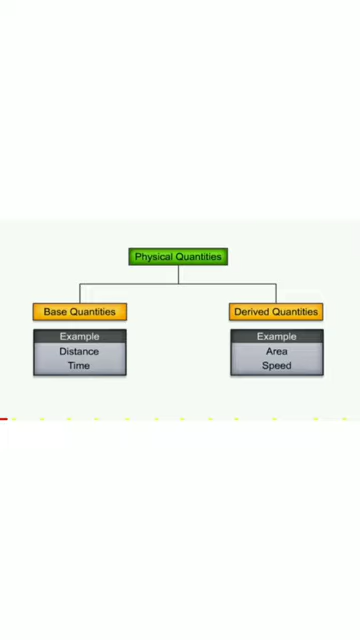 Physical Quantities
Base Quantities
Example
Distance
Time
Derived Quantities
Example
Area
Speed